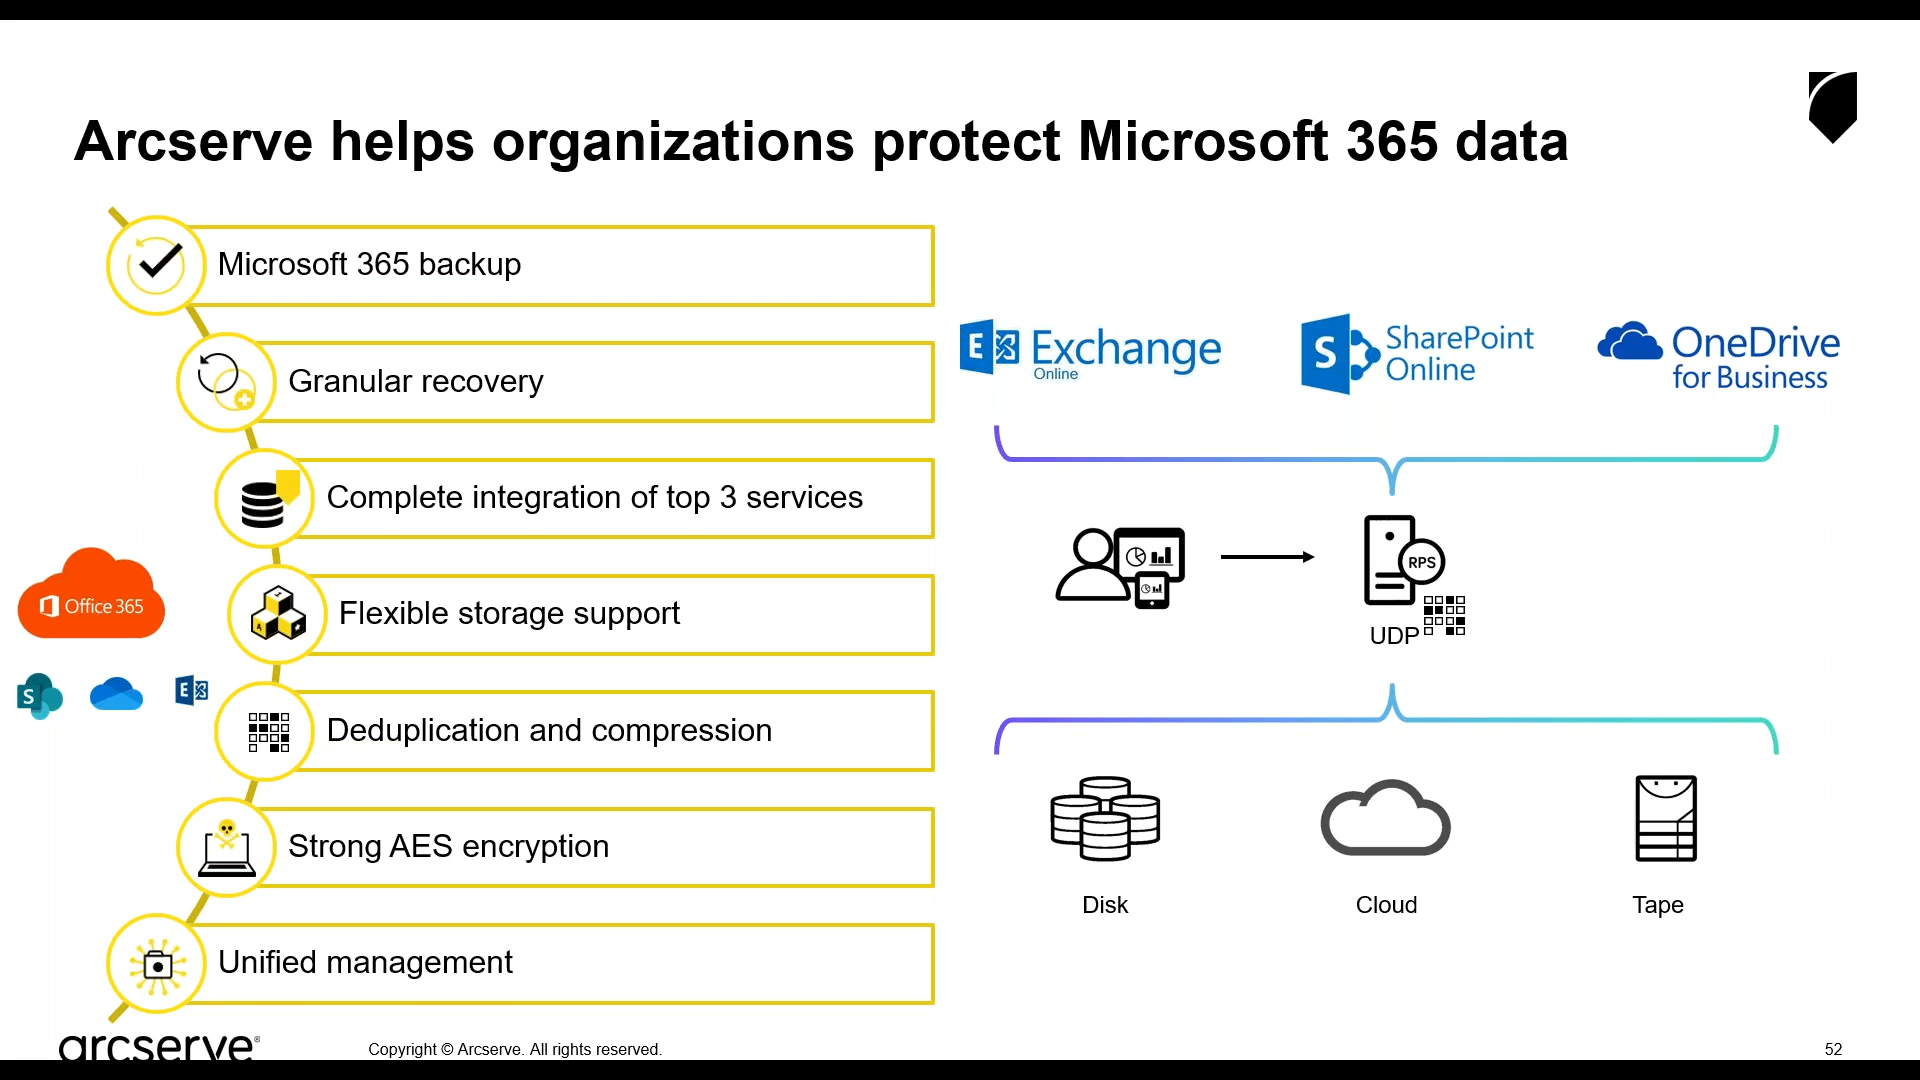 Arcserve helps organizations protect Microsoft 365 data
Microsoft 365 backup
Granular recovery
Complete integration of top 3 services
Flexible storage support
Deduplication and compression
Strong AES encryption
Unified management
Office 365
S
E
E
Exchange
Online
S
SharePoint
Online
OneDrive
for Business
RPS
UDP
Disk
Cloud
Tape
arcserve®
Copyright © Arcserve. All rights reserved.
52